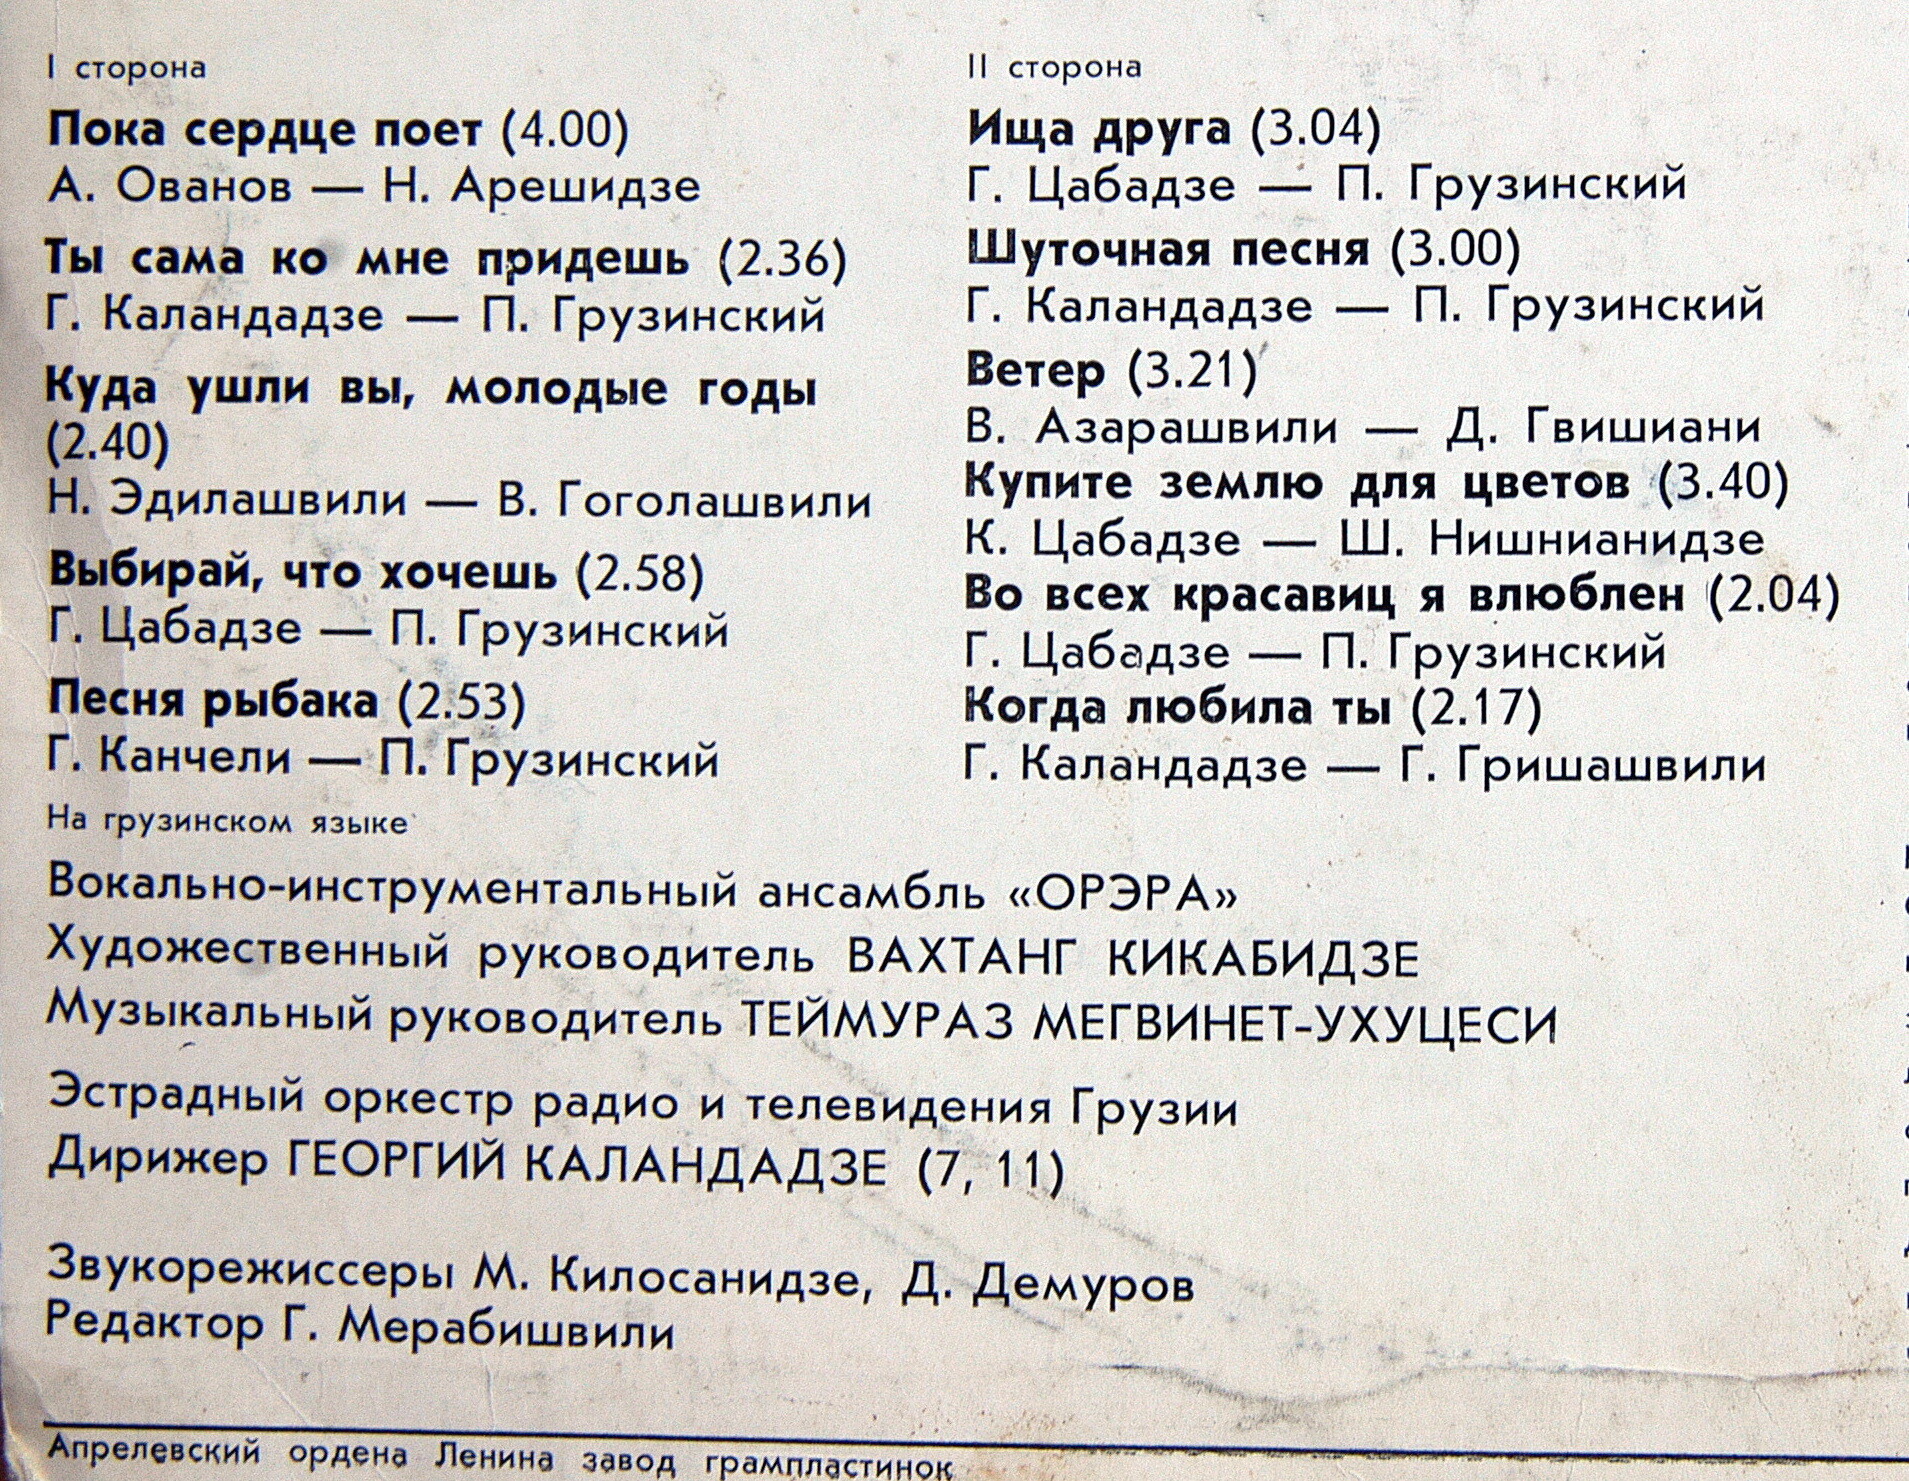 I сторона
Пока сердце поет (4.00)
А. Ованов — Н. Арешидзе
Ты сама ко мне придешь (2.36)
Г. Каландадзе — П. Грузинский
Куда ушли вы, молодые годы
(2.40)
Н. Эдилашвили — В. Гоголашвили
Выбирай, что хочешь (2.58)
Г. Цабадзе — П. Грузинский
Песня рыбака (2.53)
Г. Канчели — П. Грузинский
II сторона
Ища друга (3.04)
Г. Цабадзе — П. Грузинский
Шуточная песня (3.00)
Г. Каландадзе — П. Грузинский
Ветер (3.21)
В. Азарашвили — Д. Гвишиани
Купите землю для цветов (3.40)
К. Цабадзе — Ш. Нишнианидзе
Во всех красавиц я влюблен (2.04)
Г. Цабадзе — П. Грузинский
Когда любила ты (2.17)
Г. Каландадзе — Г. Гришашвили
На грузинском языке
Вокально-инструментальный ансамбль «ОРЭРА»
Художественный руководитель ВАХТАНГ КИКАБИДЗЕ
Музыкальный руководитель ТЕЙМУРАЗ МЕГВИНЕТ-УХУЦЕСИ
Эстрадный оркестр радио и телевидения Грузии
Дирижер ГЕОРГИЙ КАЛАНДАДЗЕ (7, 11)
Звукорежиссеры М. Килосанидзе, Д. Демуров
Редактор Г. Мерабишвили
Апрелевский ордена Ленина завод грампластинок